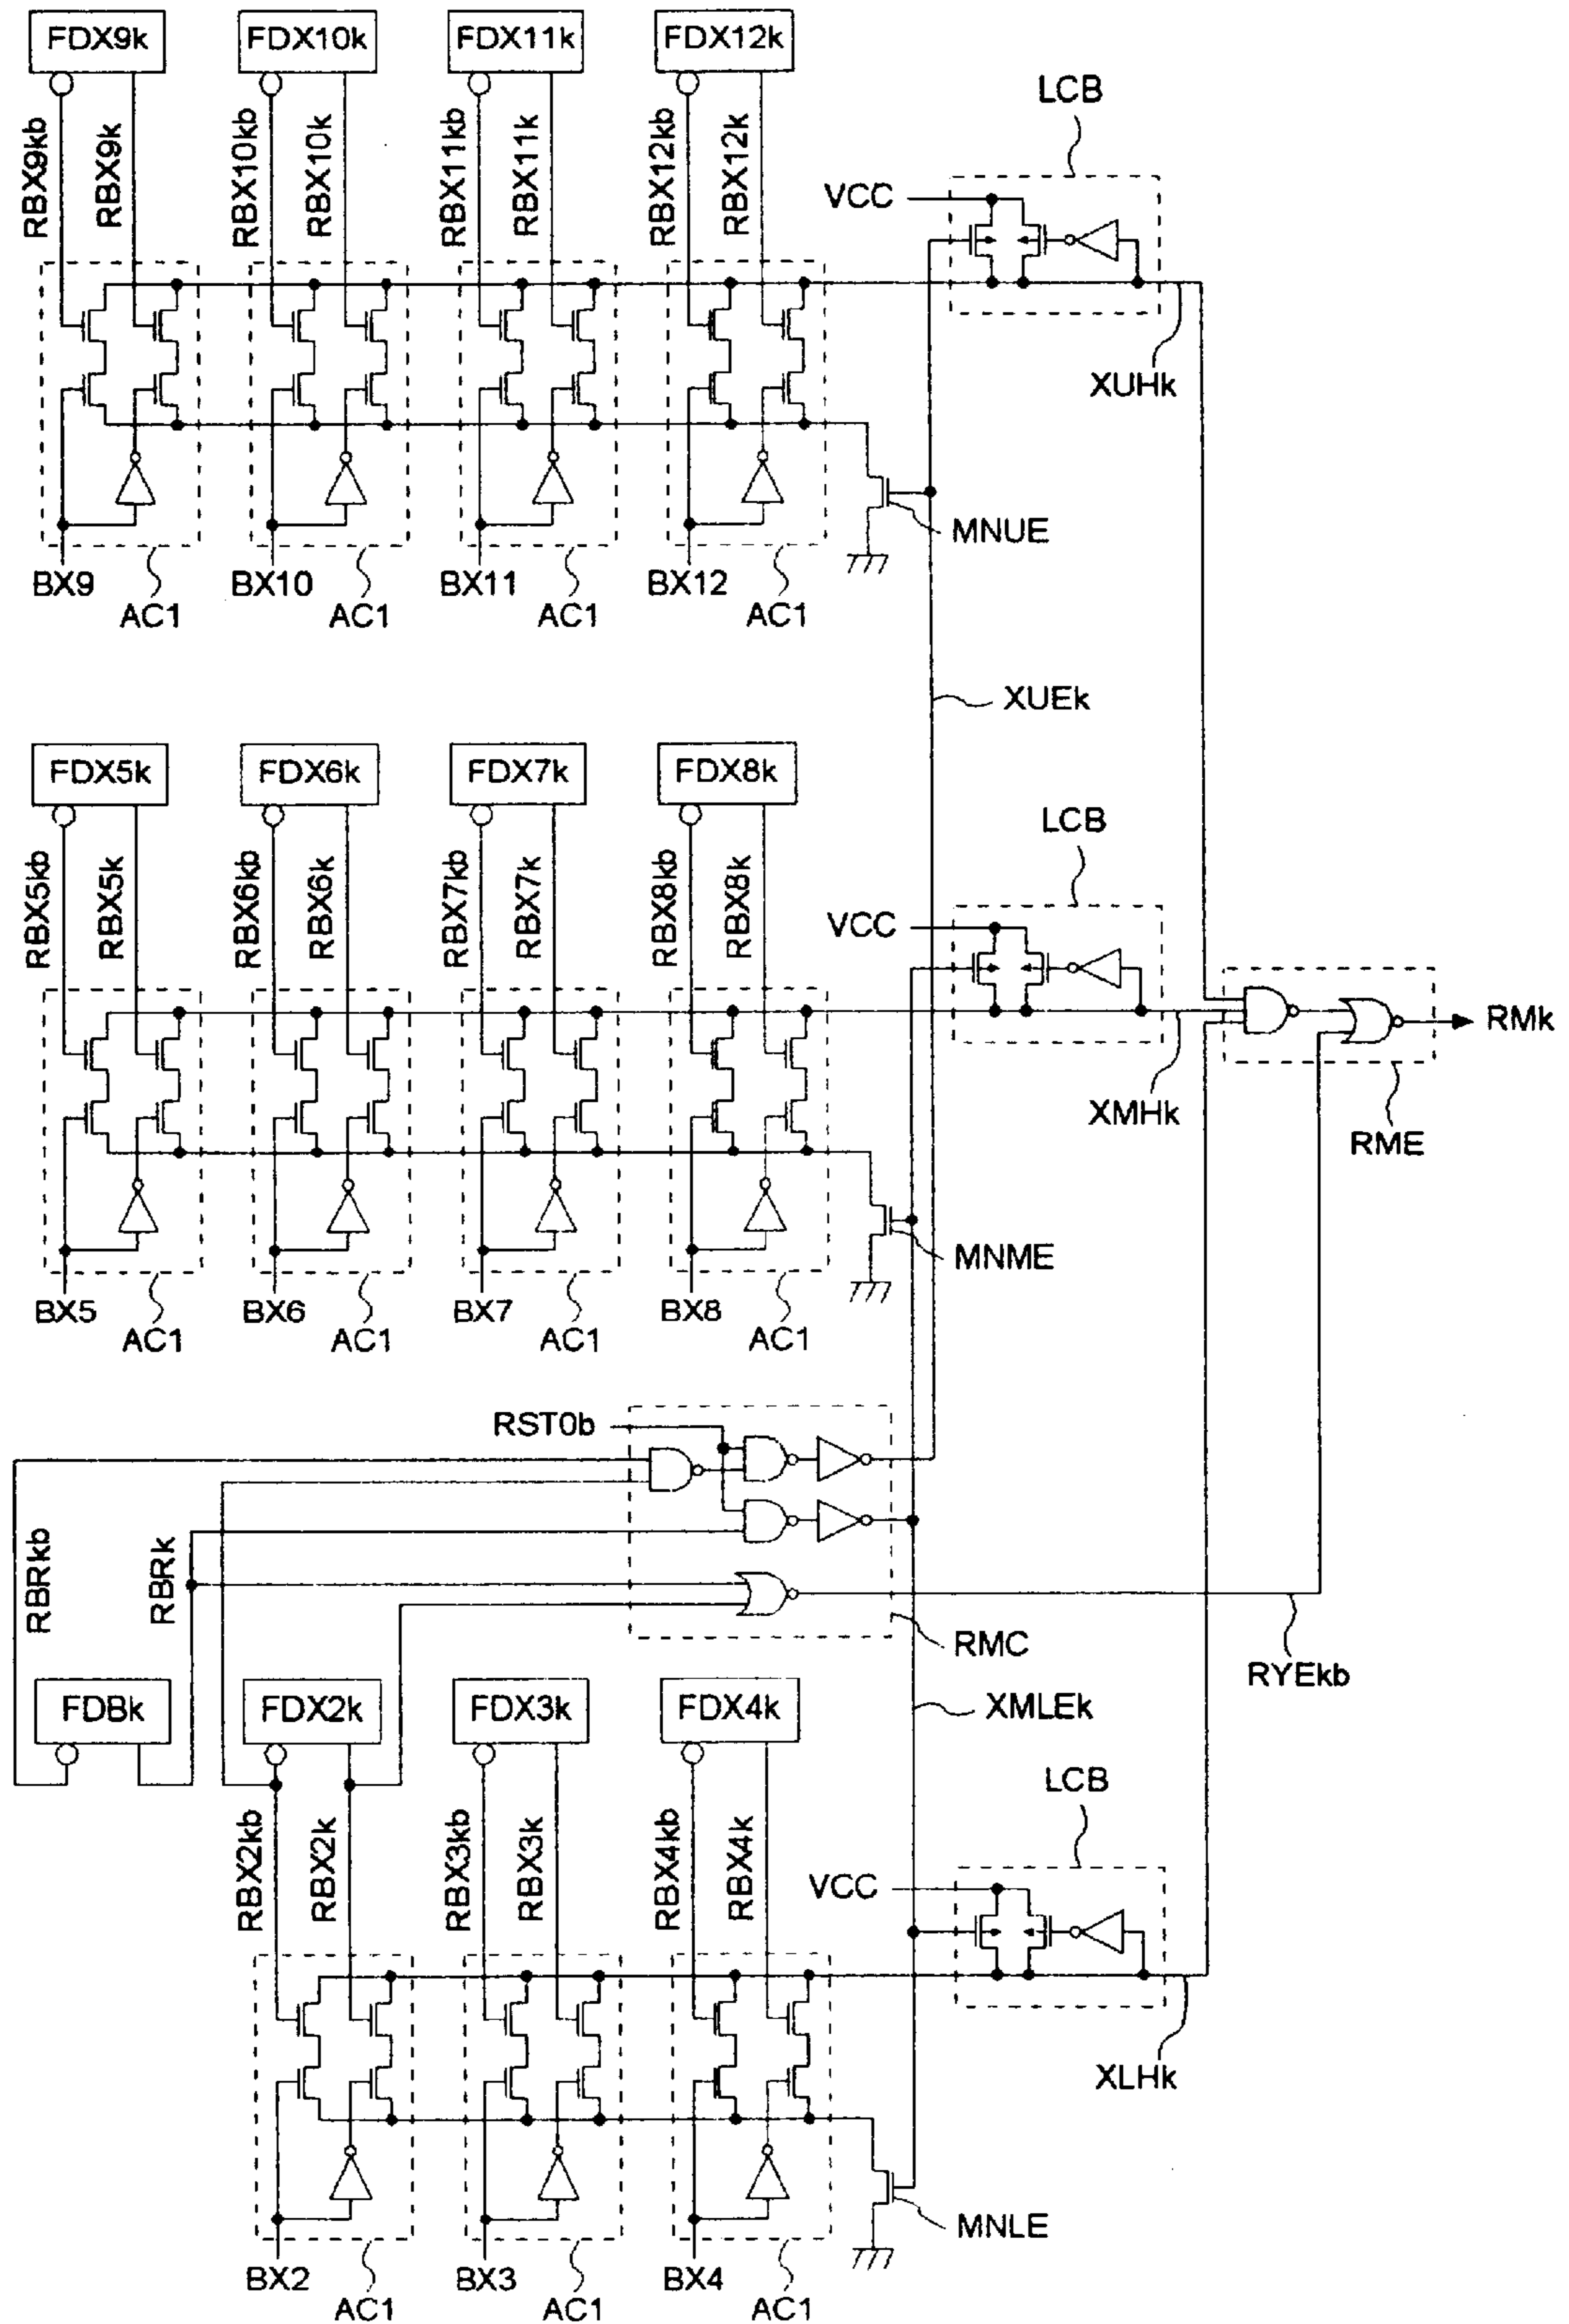 FDX9k FDX10k FDX11k FDX12k
RBX9kb RBX9k RBX10kb RBX10k RBX11kb RBX11k RBX12kb RBX12k
LCB
VCC
XUHk
MNUE
BX9 BX10 BX11 BX12
AC1 AC1 AC1 AC1
XUEk
FDX5k FDX6k FDX7k FDX8k
RBX5kb RBX5k RBX6kb RBX6k RBX7kb RBX7k RBX8kb RBX8k
LCB
VCC
RMk
XMHk
RME
MNME
BX5 BX6 BX7 BX8
AC1 AC1 AC1 AC1
RST0b
RBRkb RBRk
RMC
RYEkb
FDBk FDX2k FDX3k FDX4k
XMLEk
RBX2kb RBX2k RBX3kb RBX3k RBX4kb RBX4k
LCB
VCC
XLHk
MNLE
BX2 BX3 BX4
AC1 AC1 AC1